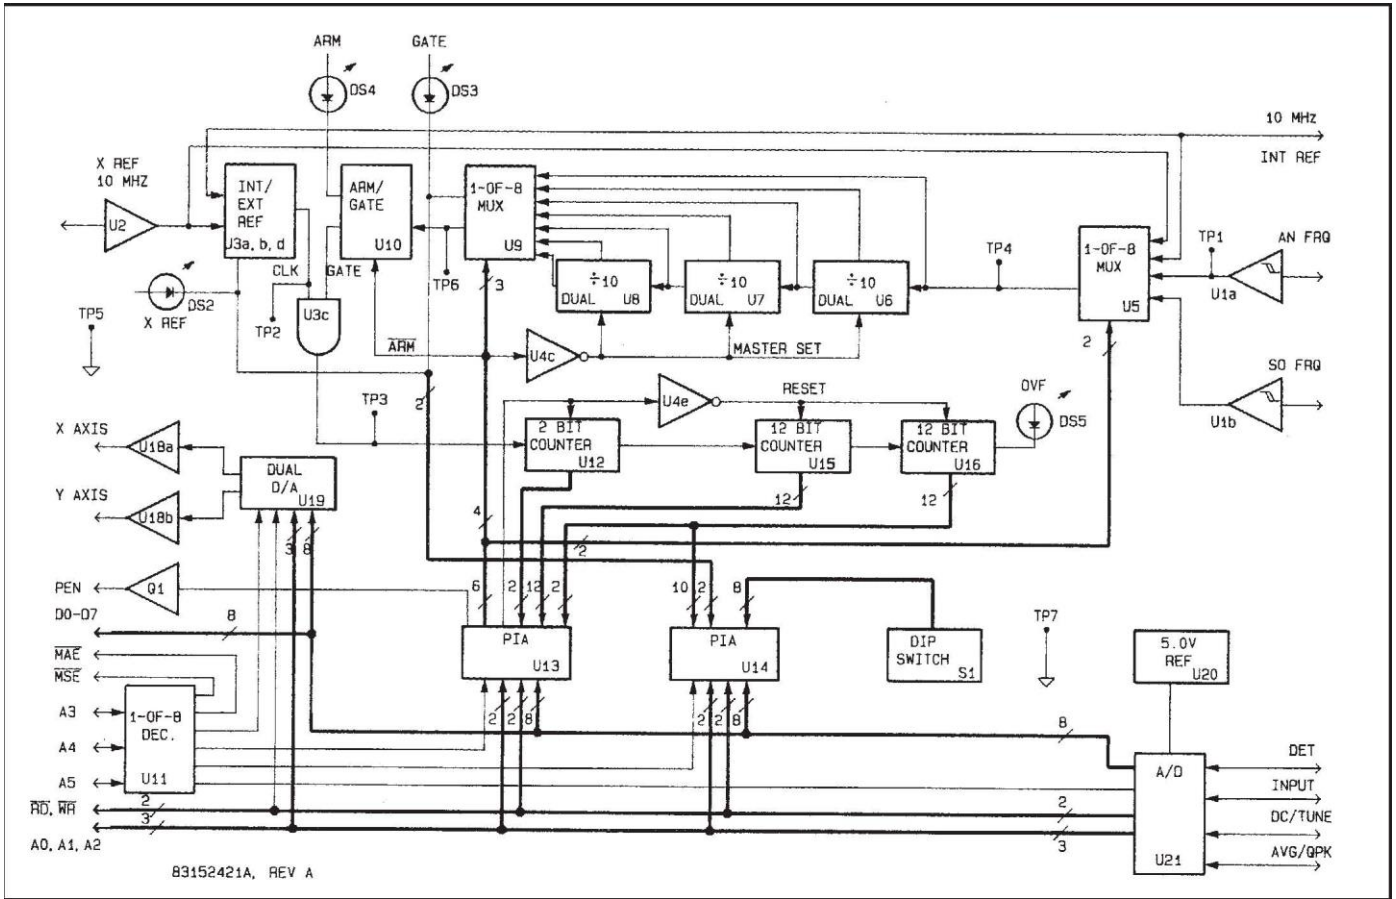 ARM GATE
DS4 DS3
10 MHz
INT REF
X REF
10 MHZ
U2
INT/
EXT
REF
U3a, b, d
ARM/
GATE
U10
1-OF-8
MUX
U9
CLK GATE
TP6
3
÷10
DUAL U8
÷10
DUAL U7
÷10
DUAL U6
TP4
1-OF-8
MUX
U5
TP1
AN FRQ
U1a
2
SO FRQ
U1b
DS2
X REF
TP5
TP2
U3c
ARM
U4c
MASTER SET
2
TP3
U4e
RESET
OVF
DS5
2 BIT
COUNTER
U12
12 BIT
COUNTER
U15
12 BIT
COUNTER
U16
12
12
X AXIS
U18a
Y AXIS
U18b
DUAL
D/A
U19
3 8
4
2
6 2 12 2
10 2 8
PEN
Q1
D0-D7
8
PIA
U13
PIA
U14
DIP
SWITCH
S1
TP7
5.0V
REF
U20
MAE
MSE
A3
A4
A5
1-OF-8
DEC.
U11
2 2 8
2 2 8
8
A/D
U21
DET
INPUT
DC/TUNE
AVG/QPK
RD, WR
2
3
2
3
A0, A1, A2
83152421A, REV A